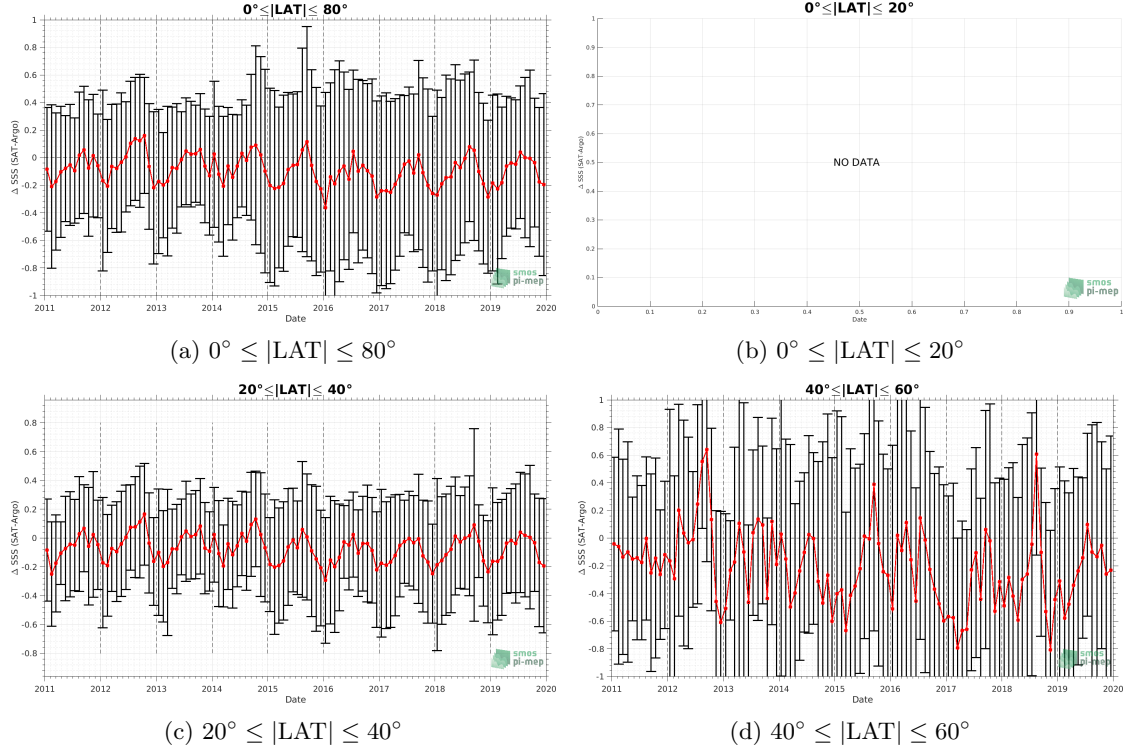 0°≤|LAT|≤ 80°
1
0.8
0.6
0.4
0.2
0
-0.2
-0.4
-0.6
-0.8
-1
Δ SSS (SAT-Argo)
2011 2012 2013 2014 2015 2016 2017 2018 2019 2020
Date
smos
pi-mep
(a) 0° ≤ |LAT| ≤ 80°
0°≤|LAT|≤ 20°
1
0.9
0.8
0.7
0.6
0.5
0.4
0.3
0.2
0.1
0
Δ SSS (SAT-Argo)
NO DATA
0 0.1 0.2 0.3 0.4 0.5 0.6 0.7 0.8 0.9 1
Date
smos
pi-mep
(b) 0° ≤ |LAT| ≤ 20°
20°≤|LAT|≤ 40°
0.8
0.6
0.4
0.2
0
-0.2
-0.4
-0.6
-0.8
Δ SSS (SAT-Argo)
2011 2012 2013 2014 2015 2016 2017 2018 2019 2020
Date
smos
pi-mep
(c) 20° ≤ |LAT| ≤ 40°
40°≤|LAT|≤ 60°
1
0.8
0.6
0.4
0.2
0
-0.2
-0.4
-0.6
-0.8
-1
Δ SSS (SAT-Argo)
2011 2012 2013 2014 2015 2016 2017 2018 2019 2020
Date
smos
pi-mep
(d) 40° ≤ |LAT| ≤ 60°